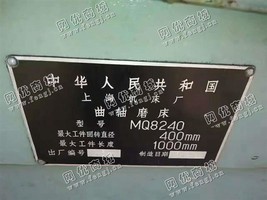 中华人民共和国
上海机床厂
曲轴磨床
型号 MQ8240
最大工件回转直径 400mm
最大工件长度 1000mm
出厂编号 制造日期